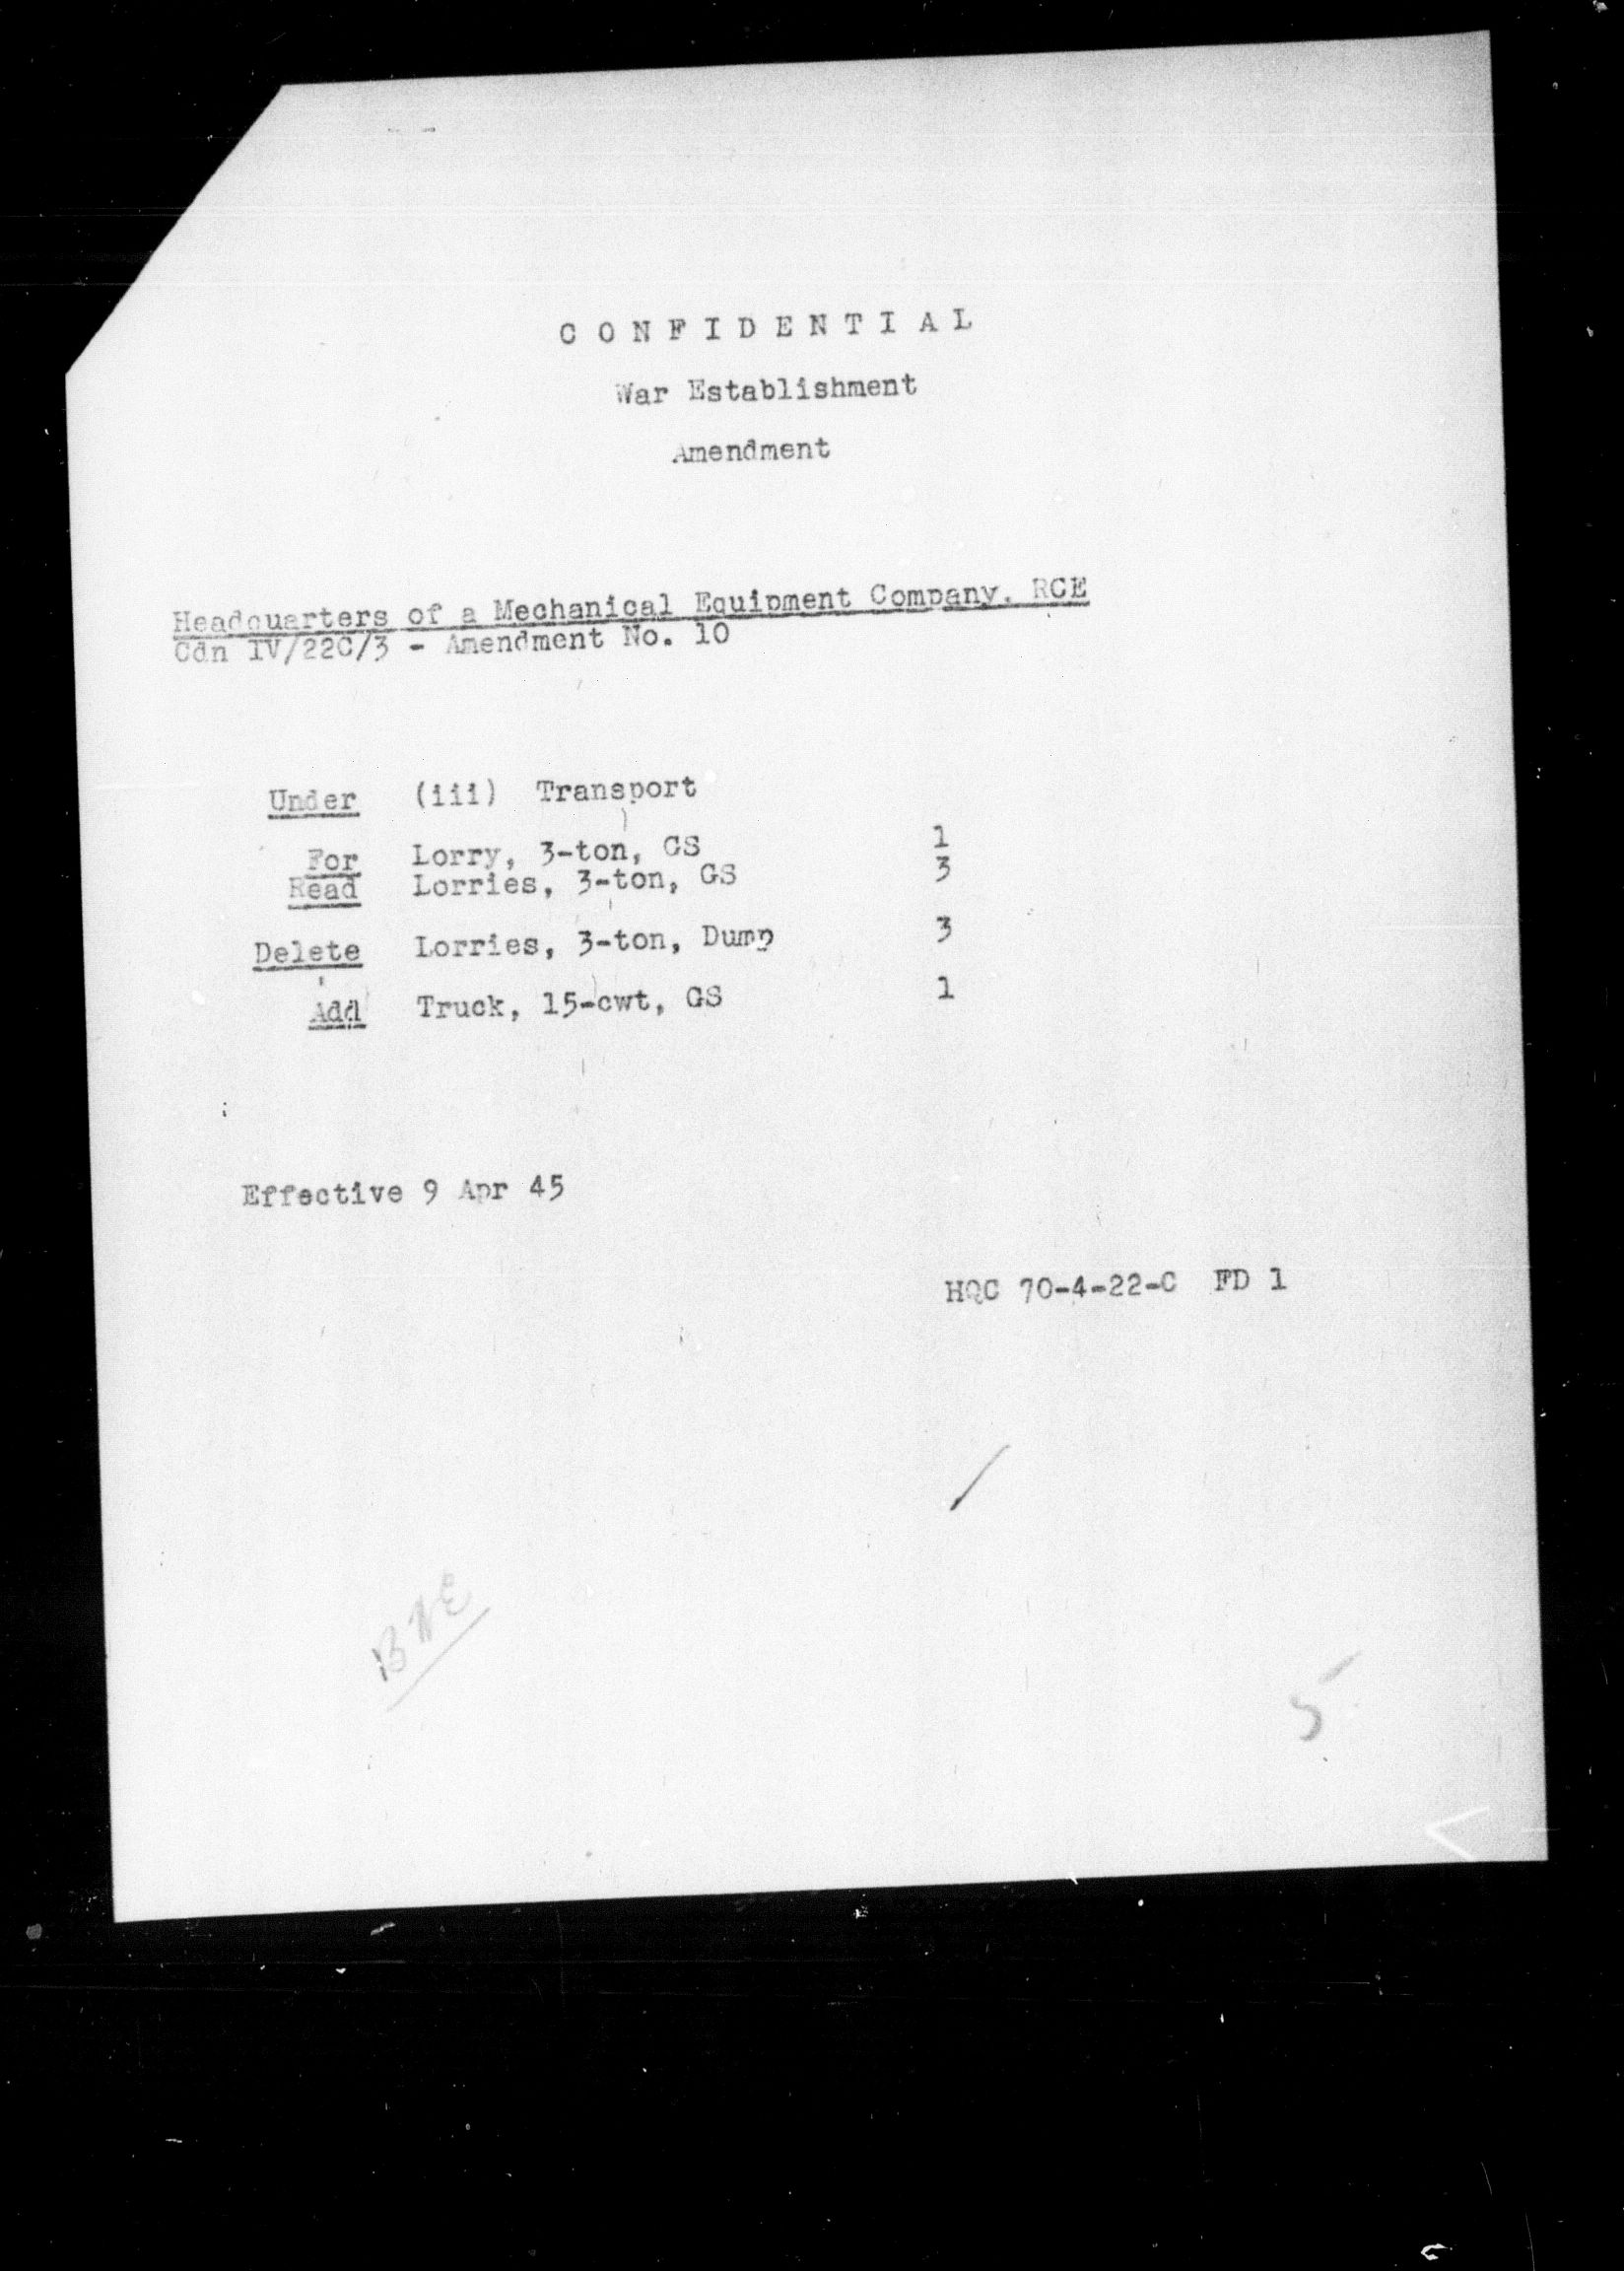 CONFIDENTIAL
War Establishment
Amendment
Headquarters of a Mechanical Equipment Company. RCE
Cdn IV/22C/3 - Amendment No. 10
Under (iii) Transport
For Lorry, 3-ton, GS 1
Read Lorries, 3-ton, GS 3
Delete Lorries, 3-ton, Dump 3
Add Truck, 15-cwt, GS 1
Effective 9 Apr 45
HQC 70-4-22-C FD 1
5